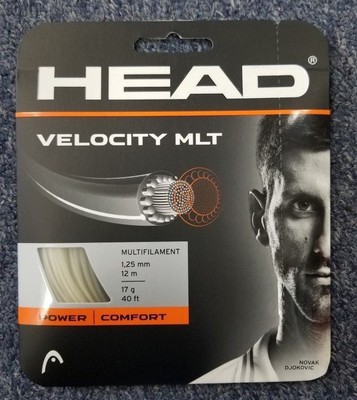 HEAD®
VELOCITY MLT
MULTIFILAMENT
1,25 mm
12 m
17 g
40 ft
POWER | COMFORT
NOVAK
DJOKOVIC